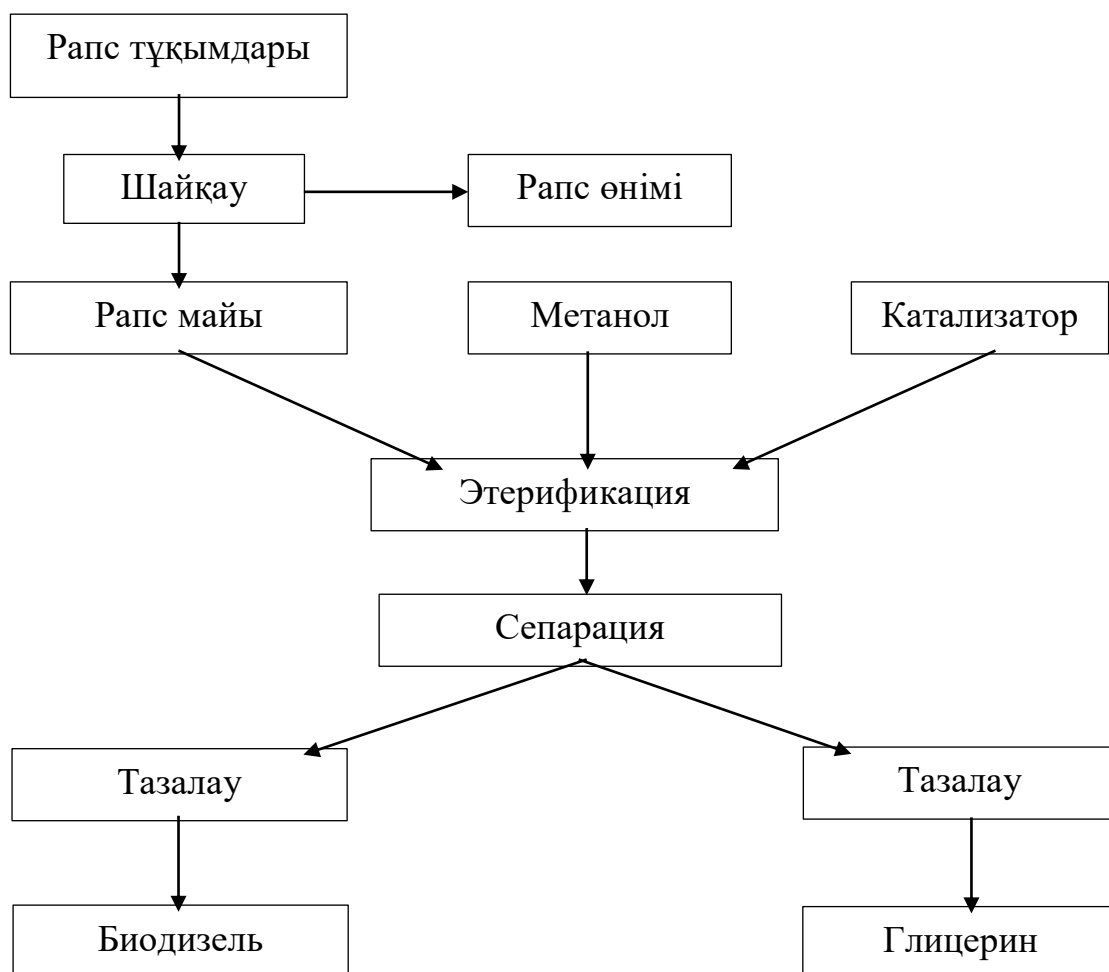 Рапс тұқымдары
Шайқау
Рапс өнімі
Рапс майы
Метанол
Катализатор
Этерификация
Сепарация
Тазалау
Тазалау
Биодизель
Глицерин